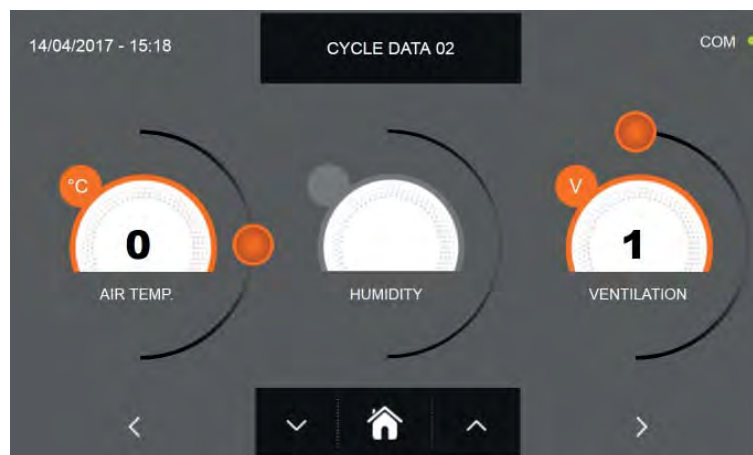 14/04/2017 - 15:18
CYCLE DATA 02
COM
°C
0
AIR TEMP.
HUMIDITY
V
1
VENTILATION